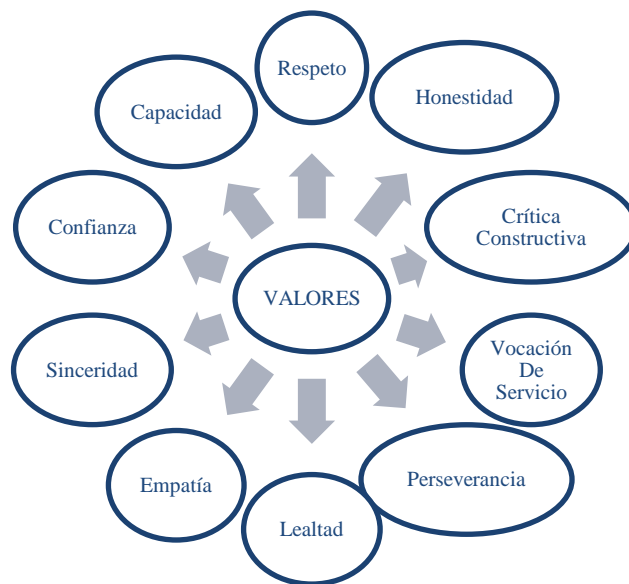 Respeto
Honestidad
Crítica
Constructiva
Vocación
De
Servicio
Perseverancia
Lealtad
Empatía
Sinceridad
Confianza
Capacidad
VALORES